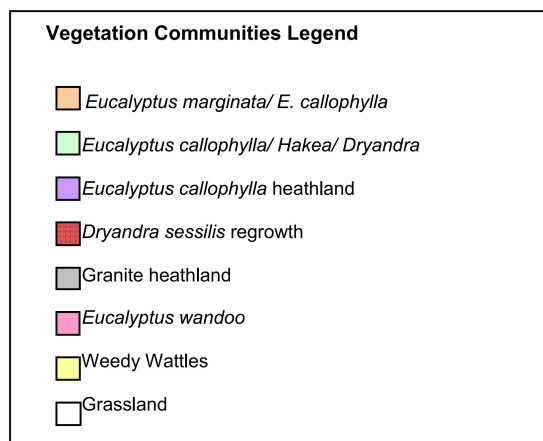 Vegetation Communities Legend
Eucalyptus marginata/ E. callophylla
Eucalyptus callophylla/ Hakea/ Dryandra
Eucalyptus callophylla heathland
Dryandra sessilis regrowth
Granite heathland
Eucalyptus wandoo
Weedy Wattles
Grassland